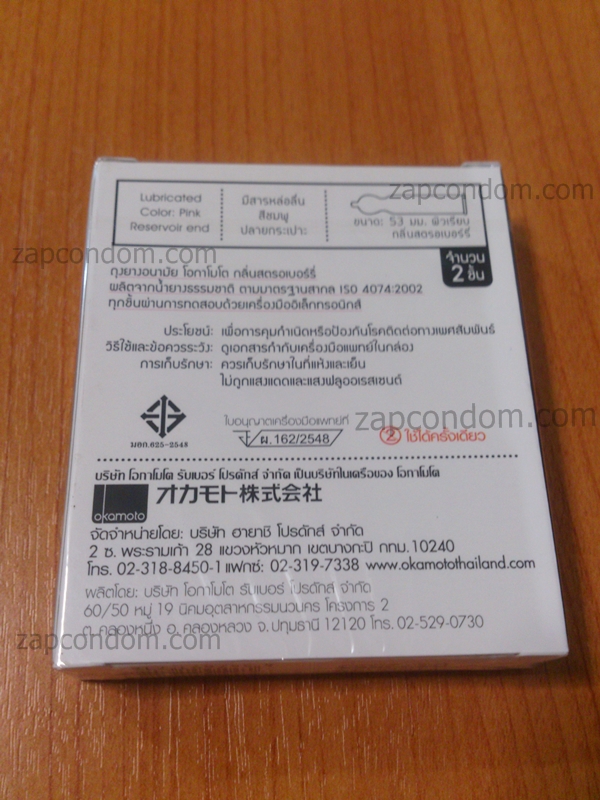 Lubricated
Color: Pink
Reservoir end
มีสารหล่อลื่น
สีชมพู
ปลายกระเปาะ
zapcondom.com
ขนาด: 53 มม. ผิวเรียบ
กลิ่นสตรอเบอร์รี่
zapcondom.com
จำนวน
2 ชิ้น
ถุงยางอนามัย โอกาโมโต กลิ่นสตรอเบอร์รี่
ผลิตจากน้ำยางธรรมชาติ ตามมาตรฐานสากล ISO 4074:2002
ทุกชิ้นผ่านการทดสอบด้วยเครื่องมืออิเล็กทรอนิกส์
ประโยชน์: เพื่อการคุมกำเนิดหรือป้องกันโรคติดต่อทางเพศสัมพันธ์
วิธีใช้และข้อควรระวัง: ดูเอกสารกำกับเครื่องมือแพทย์ในกล่อง
การเก็บรักษา: ควรเก็บรักษาในที่แห้งและเย็น
ไม่ถูกแสงแดดและแสงฟลูออเรสเซนต์
มอก.625-2548
ใบอนุญาตเครื่องมือแพทย์ที่
ผ.162/2548
zapcondom.com
2 ใช้ได้ครั้งเดียว
บริษัท โอกาโมโต รับเบอร์ โปรดักส์ จำกัด เป็นบริษัทในเครือของ โอกาโมโต
okamoto
オカモト株式会社
จัดจำหน่ายโดย: บริษัท ฮายาชิ โปรดักส์ จำกัด
2 ซ. พระรามเก้า 28 แขวงหัวหมาก เขตบางกะปิ กทม. 10240
โทร. 02-318-8450-1 แฟกซ์: 02-319-7338 www.okamotothailand.com
ผลิตโดย: บริษัท โอกาโมโต รับเบอร์ โปรดักส์ จำกัด
60/50 หมู่ 19 นิคมอุตสาหกรรมนวนคร โครงการ 2
ต. คลองหนึ่ง อ. คลองหลวง จ. ปทุมธานี 12120 โทร. 02-529-0730
zapcondom.com